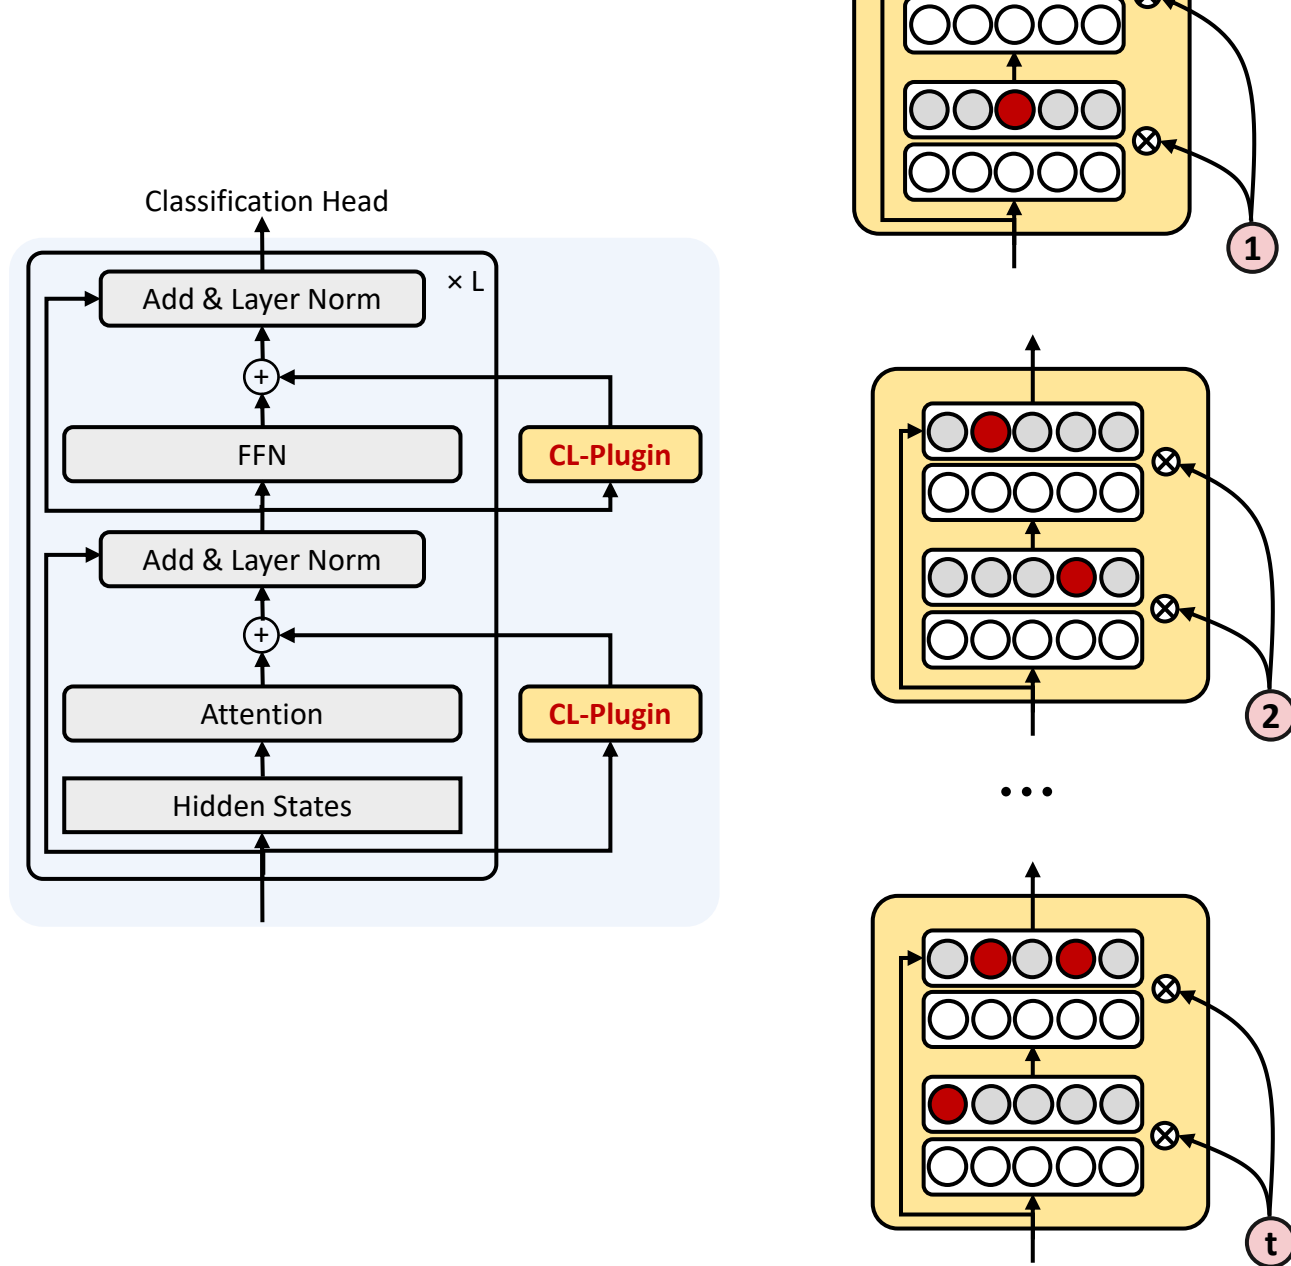 Classification Head
× L
Add & Layer Norm
+
FFN
CL-Plugin
Add & Layer Norm
+
Attention
CL-Plugin
Hidden States
1
2
...
t